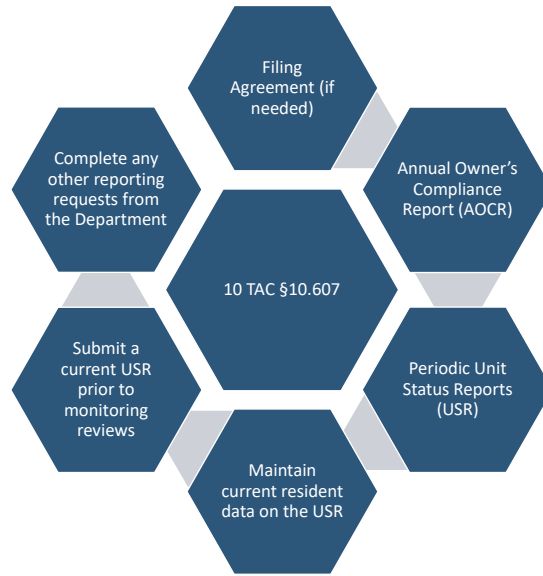 Filing
Agreement (if
needed)
Annual Owner’s
Compliance
Report (AOCR)
Periodic Unit
Status Reports
(USR)
Maintain
current resident
data on the USR
Submit a
current USR
prior to
monitoring
reviews
Complete any
other reporting
requests from
the Department
10 TAC §10.607